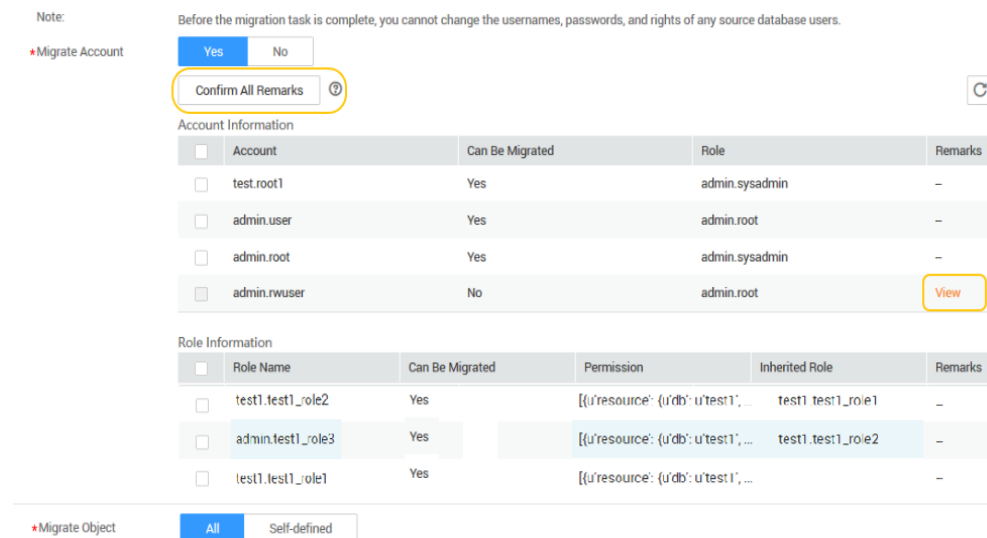 Note: Before the migration task is complete, you cannot change the usernames, passwords, and rights of any source database users.
*Migrate Account Yes No
Confirm All Remarks ?
Account Information
Account Can Be Migrated Role Remarks
test.root1 Yes admin.sysadmin –
admin.user Yes admin.root –
admin.root Yes admin.sysadmin –
admin.rwuser No admin.root View
Role Information
Role Name Can Be Migrated Permission Inherited Role Remarks
test1.test1_role2 Yes [{u'resource': {u'db': u'test1', ... test1.test1_role1 –
admin.test1_role3 Yes [{u'resource': {u'db': u'test1', ... test1.test1_role2 –
test1.test1_role1 Yes [{u'resource': {u'db': u'test1', ... –
*Migrate Object All Self-defined